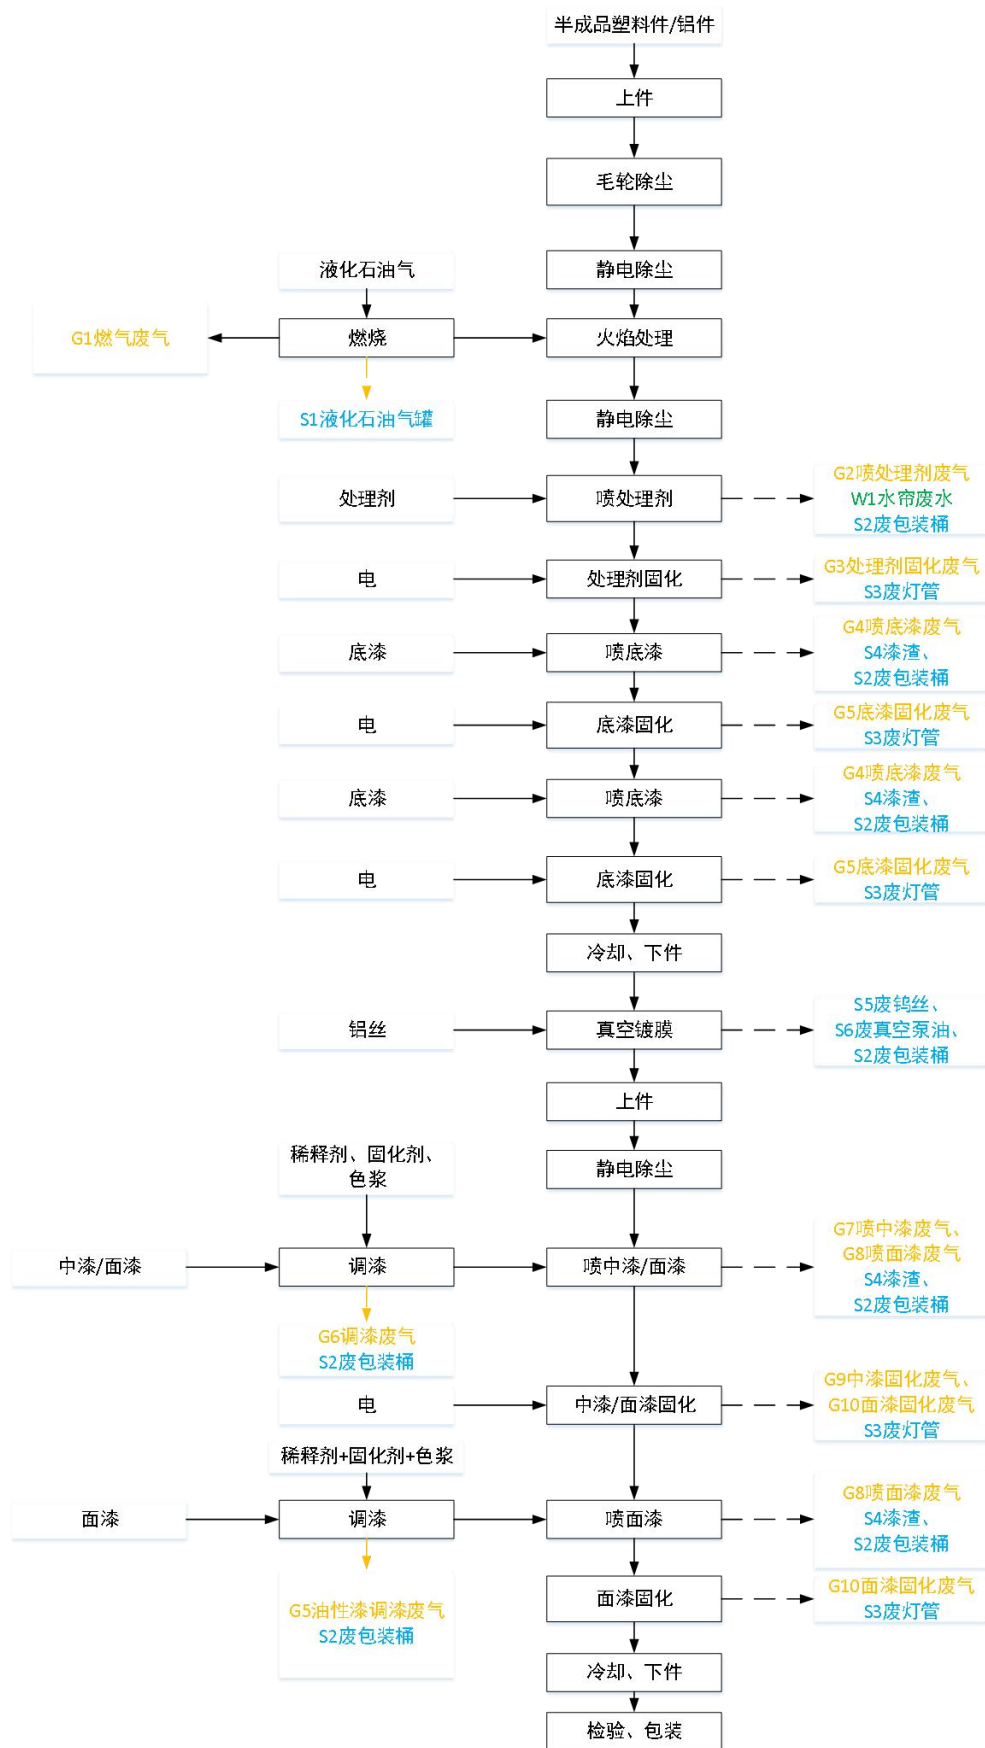 半成品塑料件/铝件
上件
毛轮除尘
静电除尘
液化石油气
G1燃气废气
燃烧
火焰处理
S1液化石油气罐
静电除尘
处理剂
喷处理剂
G2喷处理剂废气
W1水帘废水
S2废包装桶
电
处理剂固化
G3处理剂固化废气
S3废灯管
底漆
喷底漆
G4喷底漆废气
S4漆渣、
S2废包装桶
电
底漆固化
G5底漆固化废气
S3废灯管
底漆
喷底漆
G4喷底漆废气
S4漆渣、
S2废包装桶
电
底漆固化
G5底漆固化废气
S3废灯管
冷却、下件
铝丝
真空镀膜
S5废钨丝、
S6废真空泵油、
S2废包装桶
上件
静电除尘
稀释剂、固化剂、
色浆
中漆/面漆
调漆
喷中漆/面漆
G7喷中漆废气、
G8喷面漆废气
S4漆渣、
S2废包装桶
G6调漆废气
S2废包装桶
电
中漆/面漆固化
G9中漆固化废气、
G10面漆固化废气
S3废灯管
稀释剂+固化剂+色浆
面漆
调漆
喷面漆
G8喷面漆废气
S4漆渣、
S2废包装桶
G5油性漆调漆废气
S2废包装桶
面漆固化
G10面漆固化废气
S3废灯管
冷却、下件
检验、包装